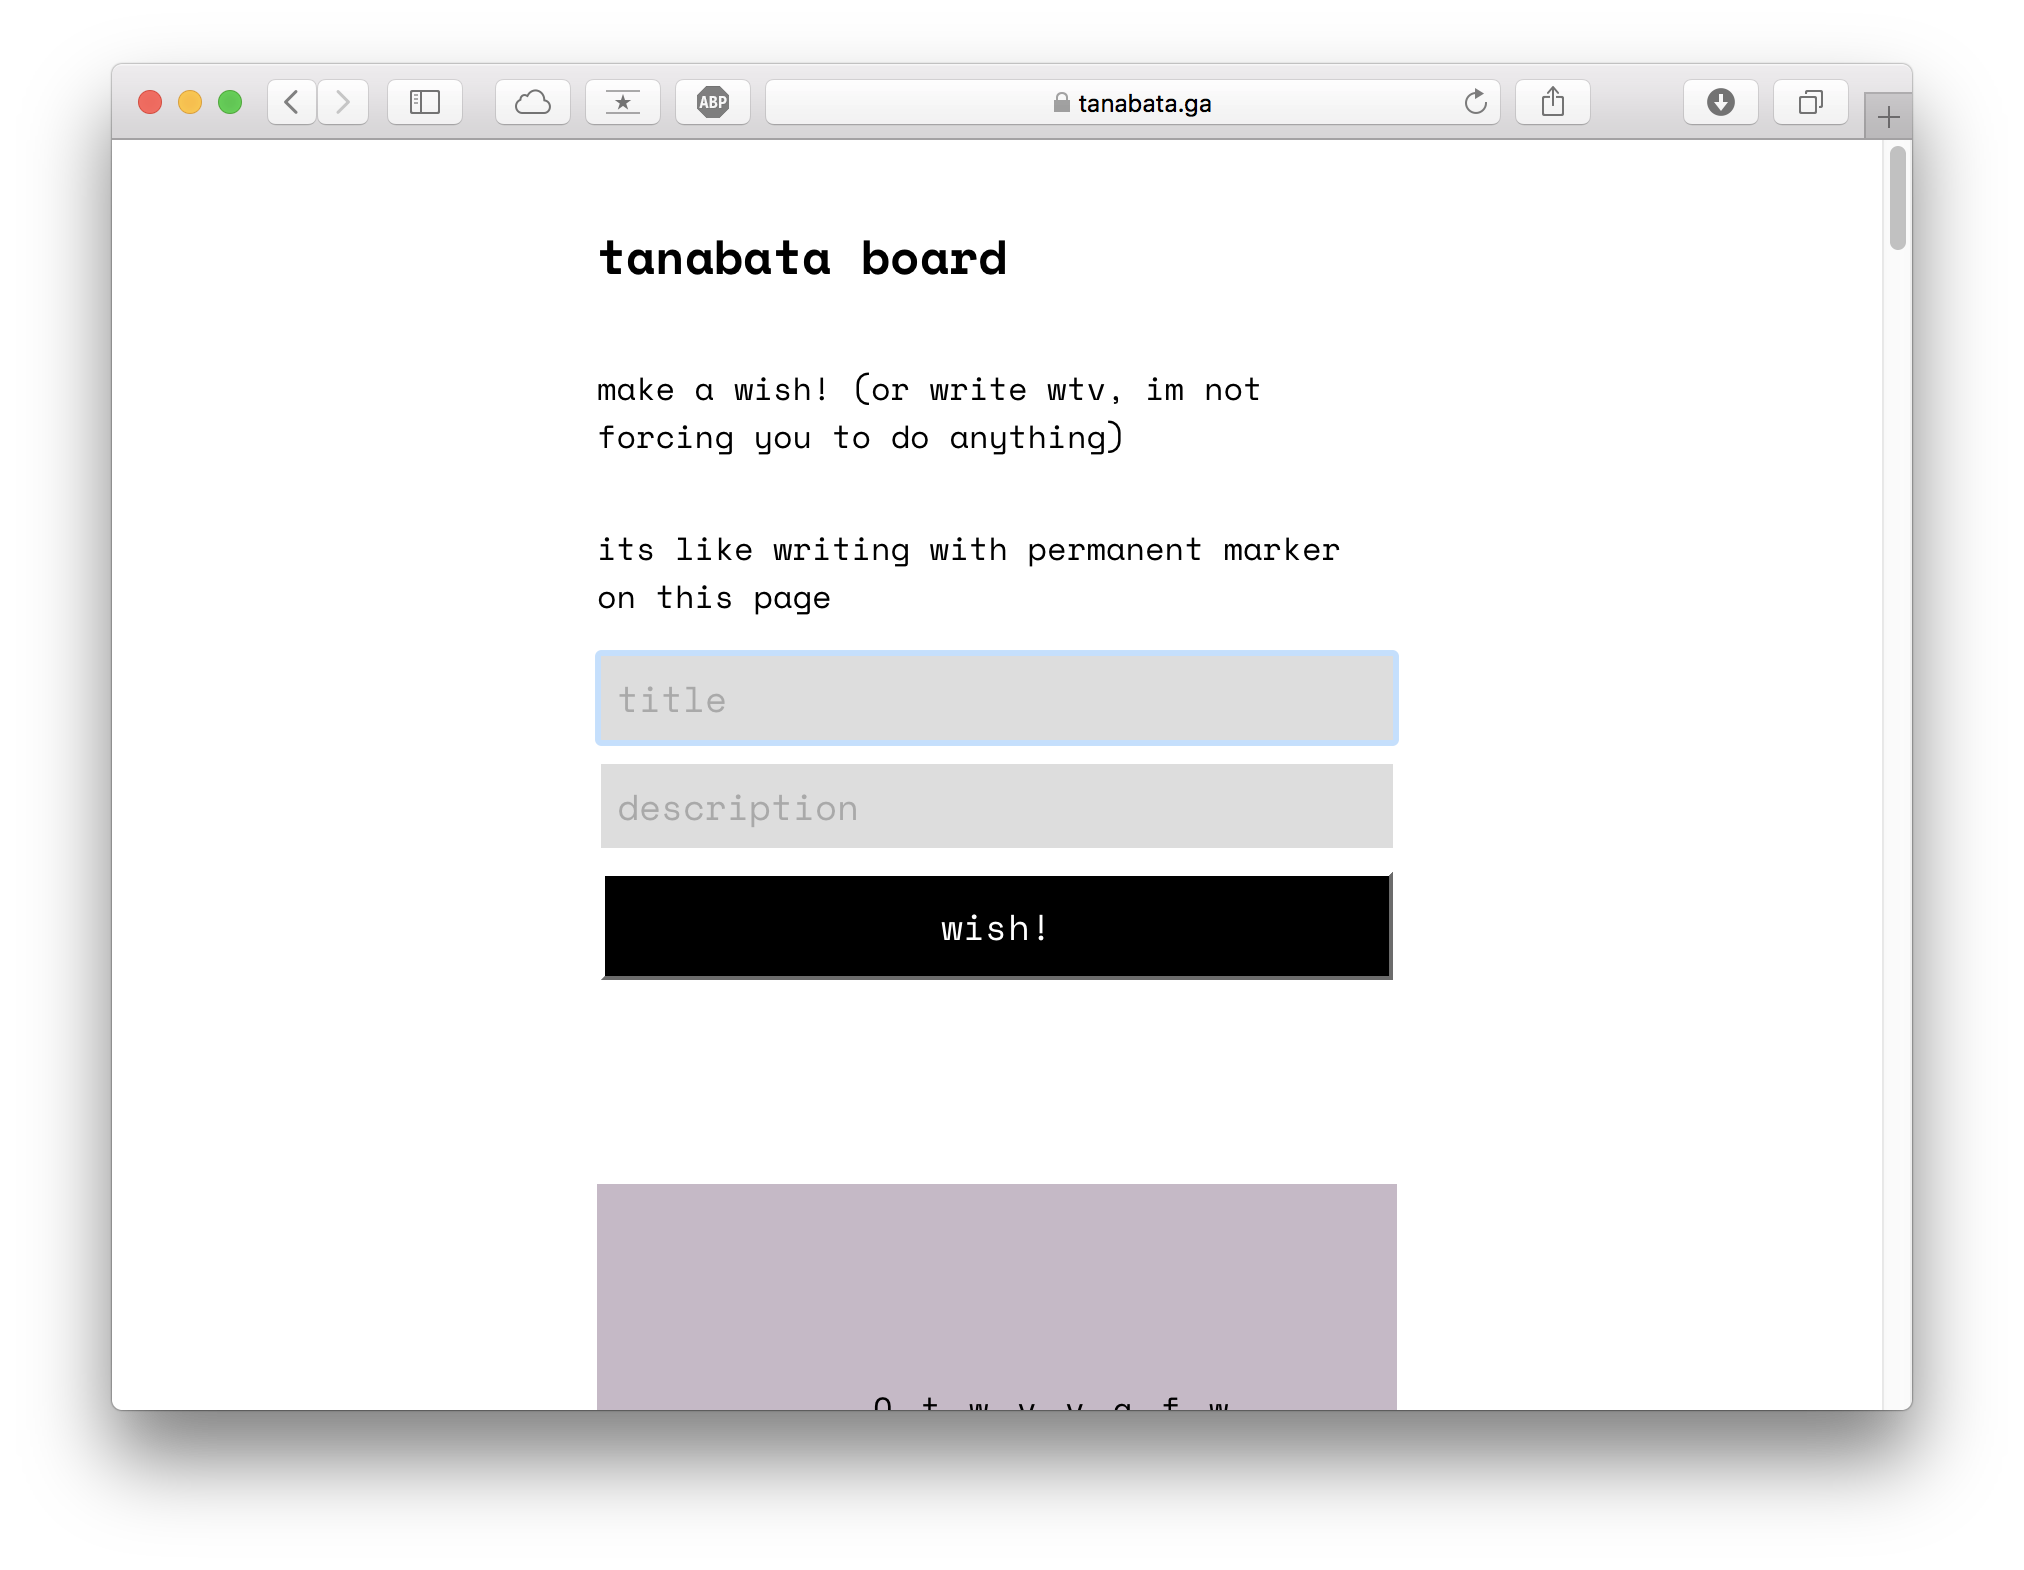 ABP
tanabata.ga
tanabata board
make a wish! (or write wtv, im not
forcing you to do anything)
its like writing with permanent marker
on this page
title
description
wish!